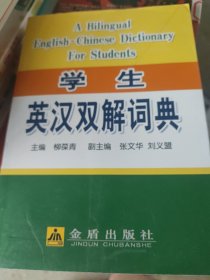 A Bilingual
English-Chinese Dictionary
For Students
学生
英汉双解词典
主编 柳葆青 副主编 张文华 刘义盟
金盾出版社
JINDUN CHUBANSHE